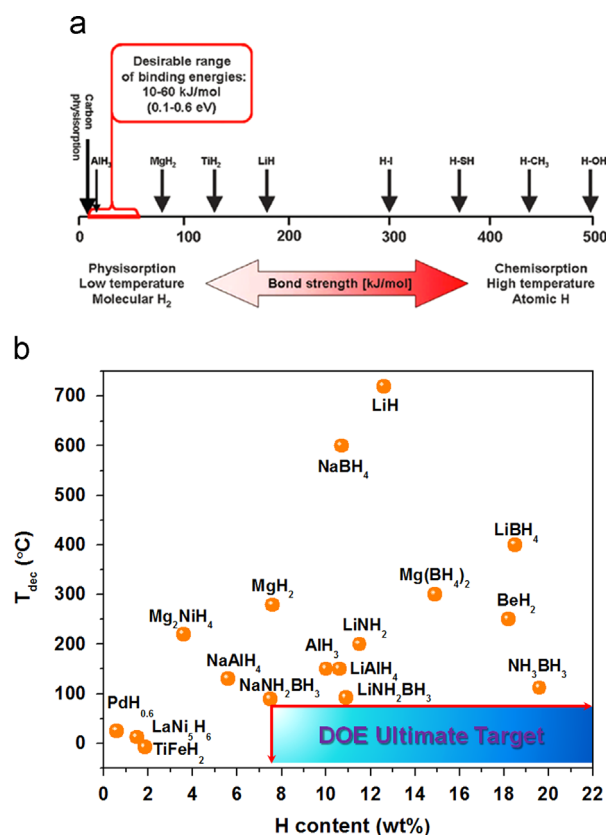 a
Desirable range
of binding energies:
10-60 kJ/mol
(0.1-0.6 eV)
Carbon
physisorption
AlH₃
MgH₂
TiH₂
LiH
H-I
H-SH
H-CH₃
H-OH
0
100
200
300
400
500
Physisorption
Low temperature
Molecular H₂
Bond strength [kJ/mol]
Chemisorption
High temperature
Atomic H
b
T_dec (°C)
700
600
500
400
300
200
100
0
LiH
NaBH₄
LiBH₄
Mg(BH₄)₂
MgH₂
BeH₂
Mg₂NiH₄
LiNH₂
AlH₃
NaAlH₄
LiAlH₄
NH₃BH₃
NaNH₂BH₃
LiNH₂BH₃
PdH₀.₆
LaNi₅H₆
TiFeH₂
DOE Ultimate Target
0 2 4 6 8 10 12 14 16 18 20 22
H content (wt%)